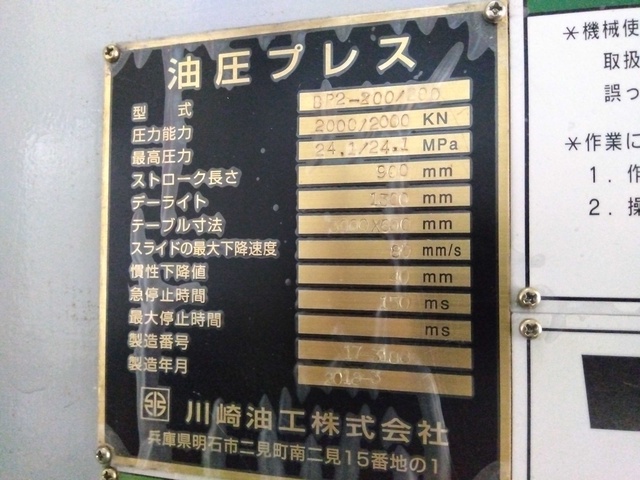 油圧プレス
型 式
圧力能力 2000/2000 KN
最高圧力 24.1/24.1 MPa
ストローク長さ 900 mm
デーライト mm
テーブル寸法 mm
スライドの最大下降速度 mm/s
慣性下降値 mm
急停止時間 ms
最大停止時間 ms
製造番号
製造年月
川崎油工株式会社
兵庫県明石市二見町南二見15番地の1
*機械使
取扱
誤っ
*作業に
1. 作
2. 操